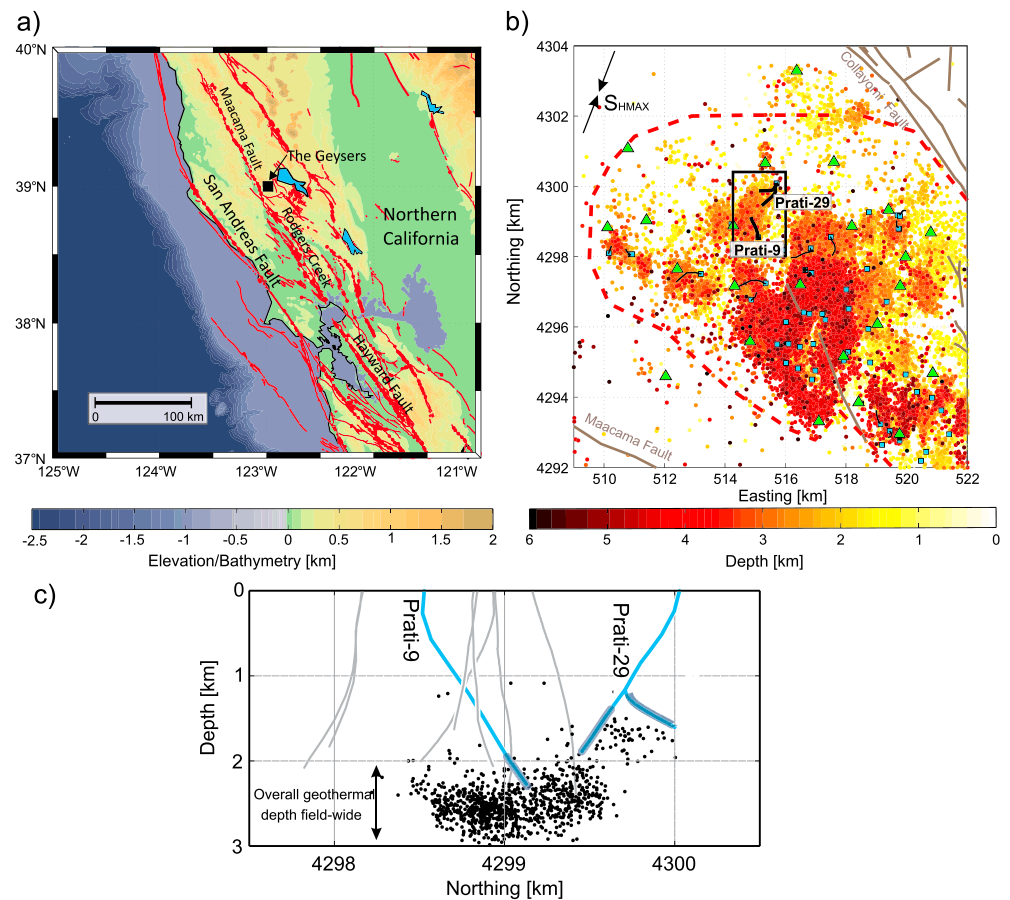 a)
40°N
39°N
38°N
37°N
125°W
124°W
123°W
122°W
121°W
Maacama Fault
The Geysers
San Andreas Fault
Rodgers Creek
Northern
California
Hayward Fault
0
100 km
-2.5
-2
-1.5
-1
-0.5
0
0.5
1
1.5
2
Elevation/Bathymetry [km]
b)
4304
4302
4300
4298
4296
4294
4292
Northing [km]
SHMAX
Collayomi Fault
Prati-29
Prati-9
Maacama Fault
510
512
514
516
518
520
522
Easting [km]
6
5
4
3
2
1
0
Depth [km]
c)
0
1
2
3
Depth [km]
Prati-9
Prati-29
Overall geothermal
depth field-wide
4298
4299
4300
Northing [km]